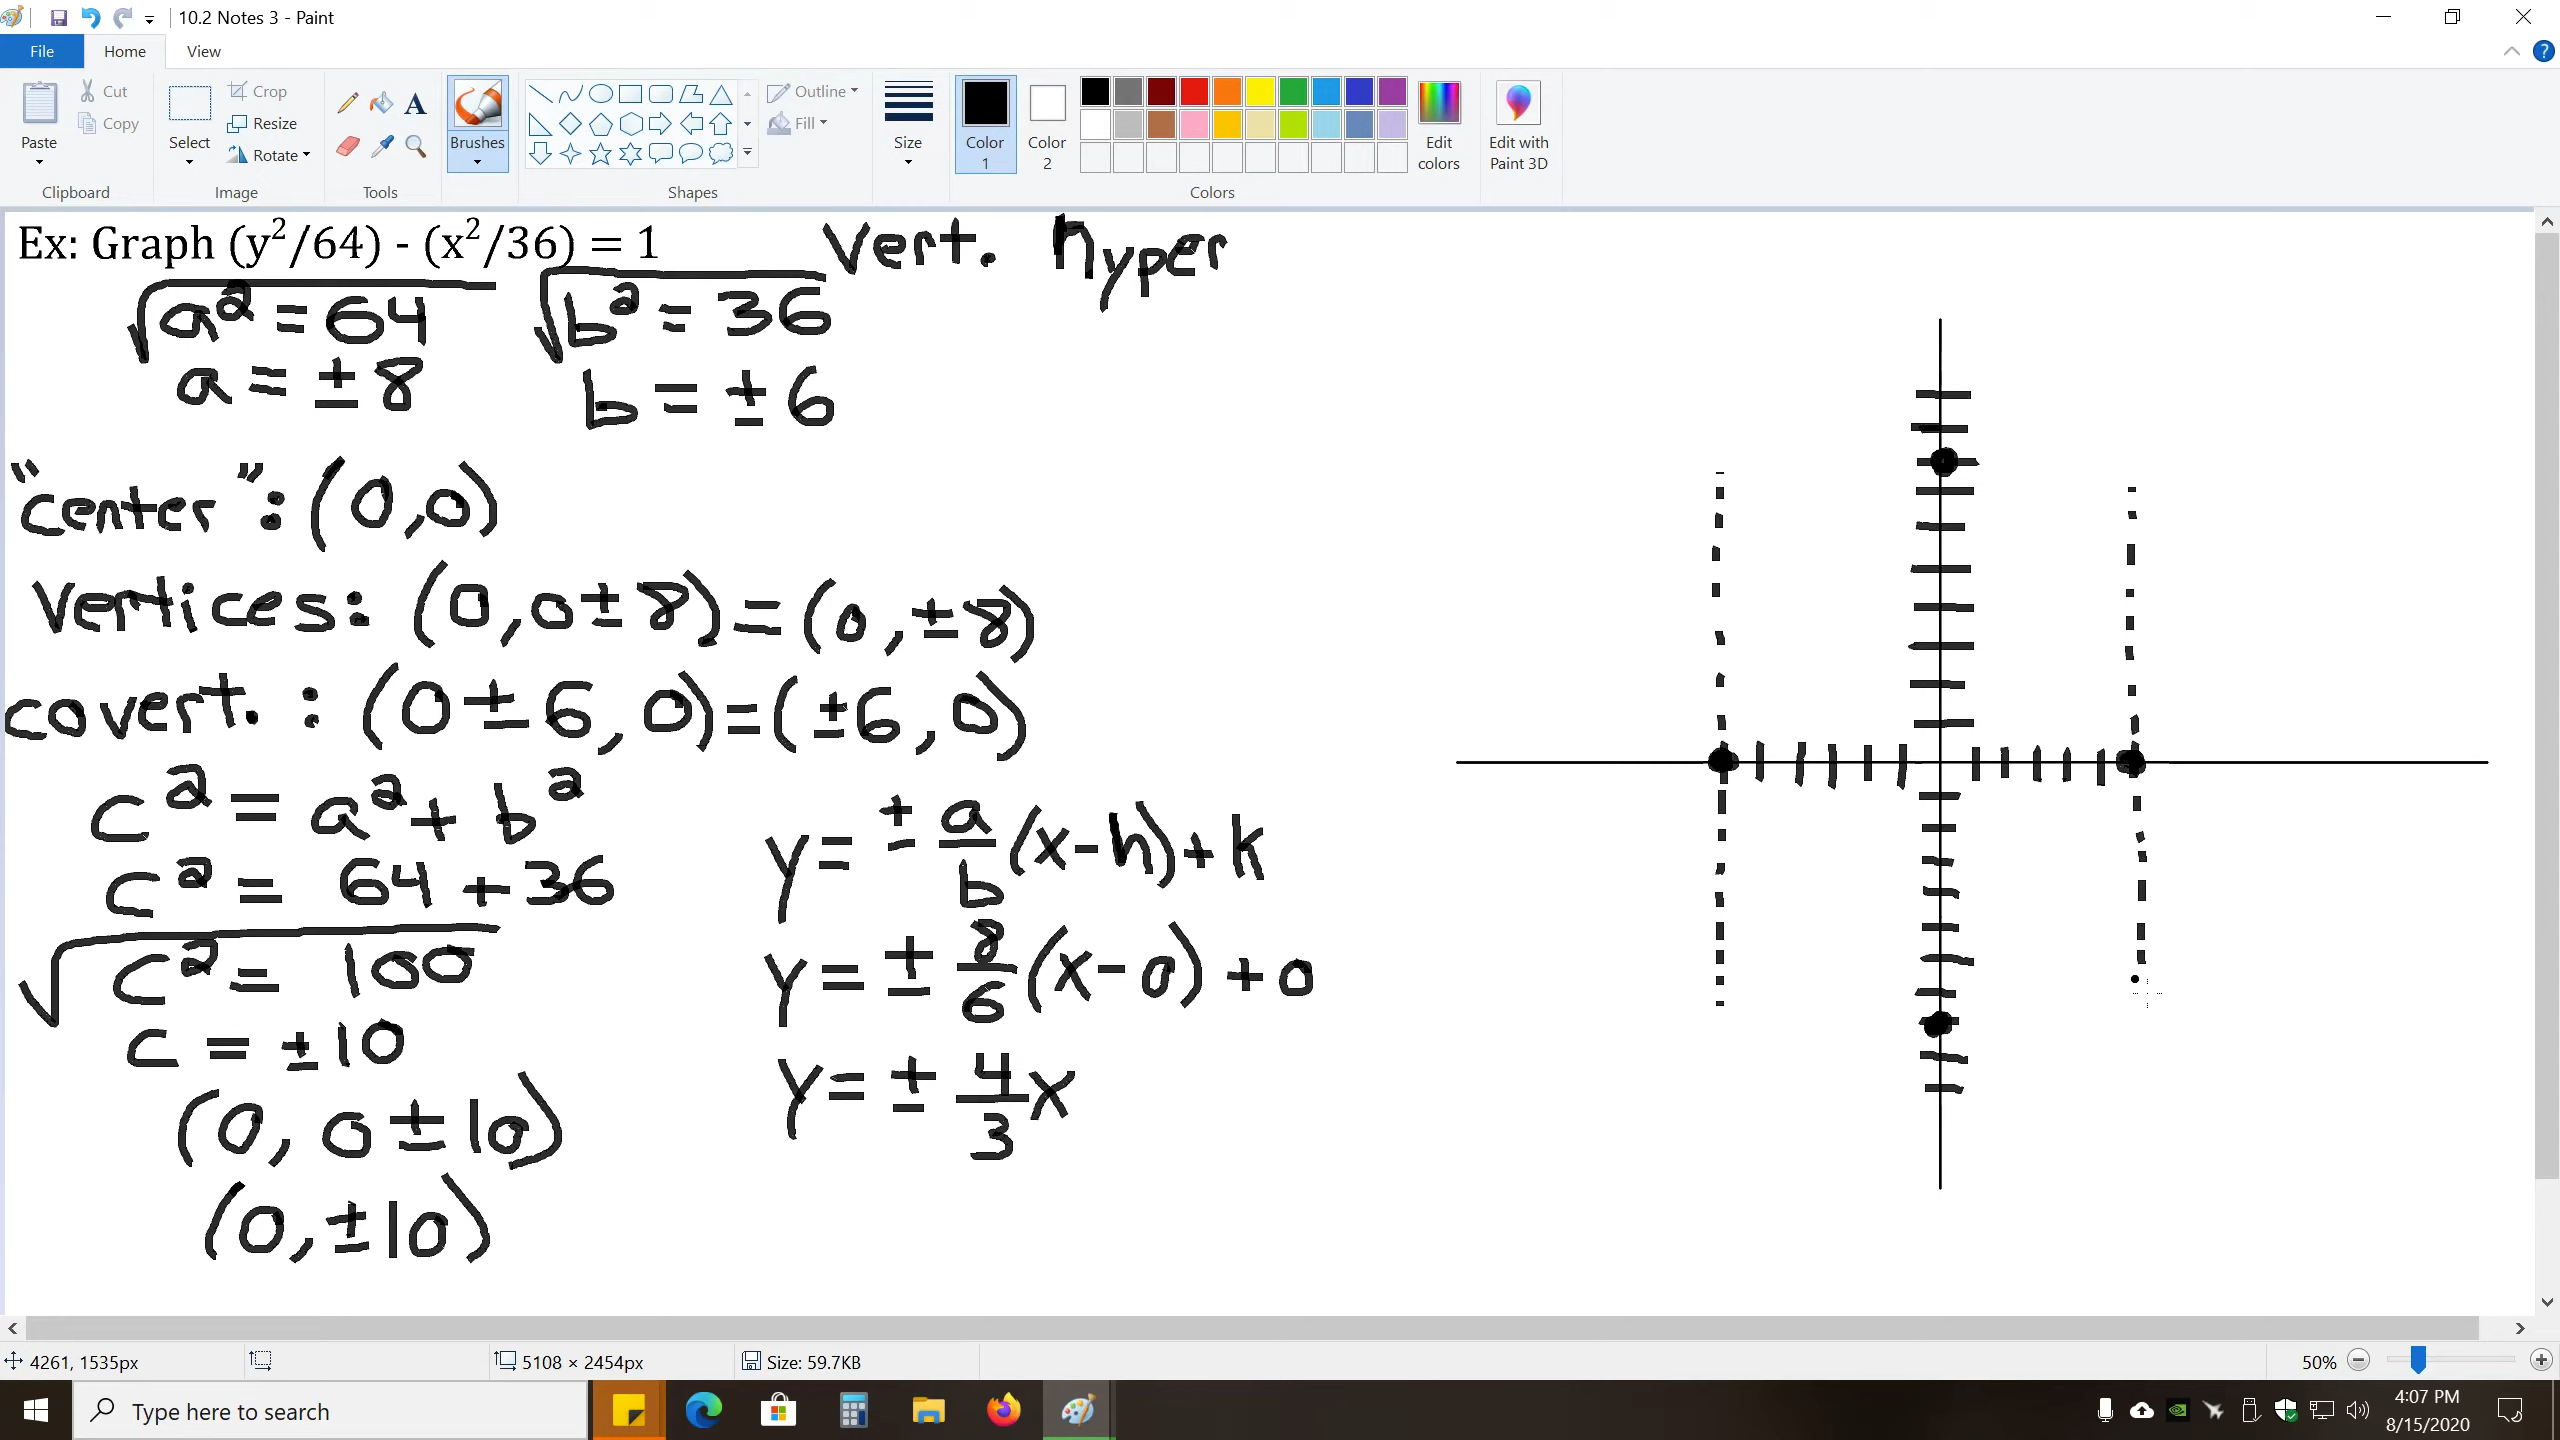 10.2 Notes 3 - Paint
File Home View
Paste Cut Copy Clipboard
Select Crop Resize Rotate Image
Tools
Brushes
Outline Fill Shapes
Size
Color 1 Color 2 Edit colors Colors
Edit with Paint 3D
Ex: Graph (y²/64) - (x²/36) = 1 Vert. hyper
√a² = 64 √b² = 36
a = ± 8 b = ± 6
"center": (0,0)
vertices: (0,0±8) = (0,±8)
covert.: (0±6,0) = (±6,0)
c² = a² + b²
c² = 64 + 36
√c² = 100
c = ±10
(0, 0±10)
(0, ±10)
y = ± a/b (x-h) + k
y = ± 8/6 (x-0) + 0
y = ± 4/3 x
4261, 1535px 5108 × 2454px Size: 59.7KB 50%
Type here to search
4:07 PM
8/15/2020